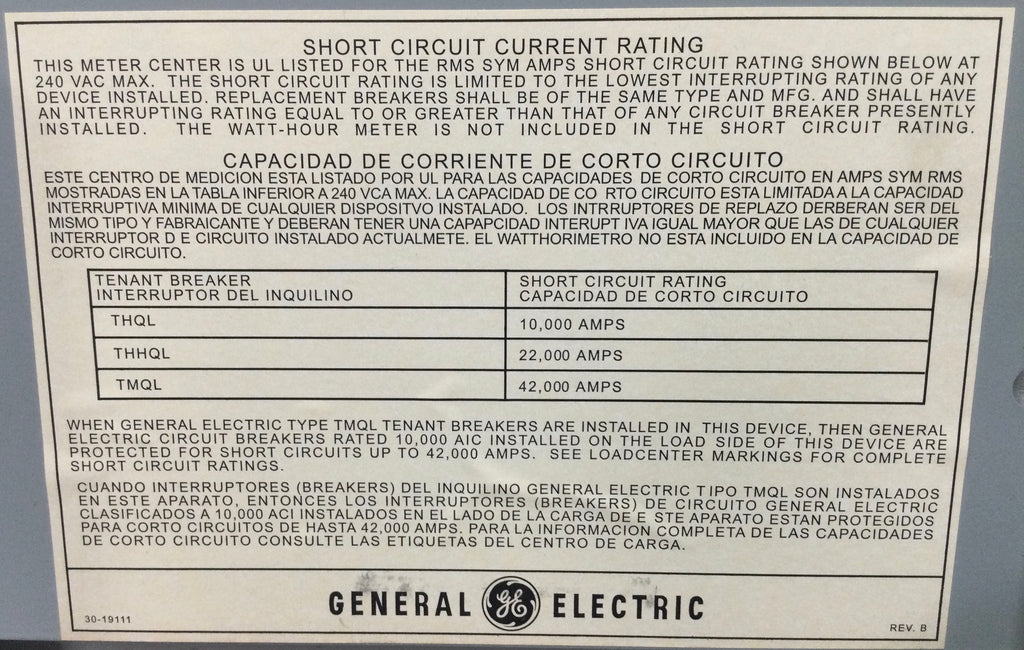 SHORT CIRCUIT CURRENT RATING
THIS METER CENTER IS UL LISTED FOR THE RMS SYM AMPS SHORT CIRCUIT RATING SHOWN BELOW AT
240 VAC MAX. THE SHORT CIRCUIT RATING IS LIMITED TO THE LOWEST INTERRUPTING RATING OF ANY
DEVICE INSTALLED. REPLACEMENT BREAKERS SHALL BE OF THE SAME TYPE AND MFG. AND SHALL HAVE
AN INTERRUPTING RATING EQUAL TO OR GREATER THAN THAT OF ANY CIRCUIT BREAKER PRESENTLY
INSTALLED. THE WATT-HOUR METER IS NOT INCLUDED IN THE SHORT CIRCUIT RATING.
CAPACIDAD DE CORRIENTE DE CORTO CIRCUITO
ESTE CENTRO DE MEDICION ESTA LISTADO POR UL PARA LAS CAPACIDADES DE CORTO CIRCUITO EN AMPS SYM RMS
MOSTRADAS EN LA TABLA INFERIOR A 240 VCA MAX. LA CAPACIDAD DE CO RTO CIRCUITO ESTA LIMITADA A LA CAPACIDAD
INTERRUPTIVA MINIMA DE CUALQUIER DISPOSITVO INSTALADO. LOS INTRRUPTORES DE REPLAZO DERBERAN SER DEL
MISMO TIPO Y FABRAICANTE Y DEBERAN TENER UNA CAPAPCIDAD INTERUPT IVA IGUAL MAYOR QUE LAS DE CUALQUIER
INTERRUPTOR D E CIRCUITO INSTALADO ACTUALMETE. EL WATTHORIMETRO NO ESTA INCLUIDO EN LA CAPACIDAD DE
CORTO CIRCUITO.
TENANT BREAKER SHORT CIRCUIT RATING
INTERRUPTOR DEL INQUILINO CAPACIDAD DE CORTO CIRCUITO
THQL 10,000 AMPS
THHQL 22,000 AMPS
TMQL 42,000 AMPS
WHEN GENERAL ELECTRIC TYPE TMQL TENANT BREAKERS ARE INSTALLED IN THIS DEVICE, THEN GENERAL
ELECTRIC CIRCUIT BREAKERS RATED 10,000 AIC INSTALLED ON THE LOAD SIDE OF THIS DEVICE ARE
PROTECTED FOR SHORT CIRCUITS UP TO 42,000 AMPS. SEE LOADCENTER MARKINGS FOR COMPLETE
SHORT CIRCUIT RATINGS.
CUANDO INTERRUPTORES (BREAKERS) DEL INQUILINO GENERAL ELECTRIC TIPO TMQL SON INSTALADOS
EN ESTE APARATO, ENTONCES LOS INTERRUPTORES (BREAKERS) DE CIRCUITO GENERAL ELECTRIC
CLASIFICADOS A 10,000 ACI INSTALADOS EN EL LADO DE LA CARGA DE E STE APARATO ESTAN PROTEGIDOS
PARA CORTO CIRCUITOS DE HASTA 42,000 AMPS. PARA LA INFORMACION COMPLETA DE LAS CAPACIDADES
DE CORTO CIRCUITO CONSULTE LAS ETIQUETAS DEL CENTRO DE CARGA.
GENERAL GE ELECTRIC
30-19111
REV. B